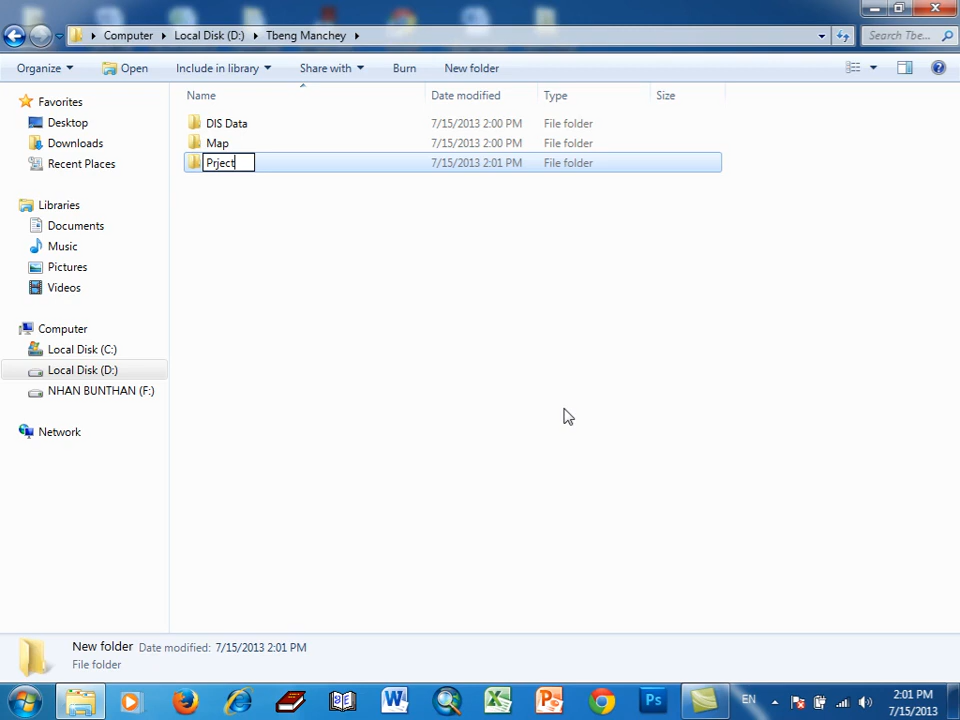 Computer Local Disk (D:) Tbeng Manchey Search Tbe...
Organize Open Include in library Share with Burn New folder
Name Date modified Type Size
Favorites
Desktop
Downloads
Recent Places
Libraries
Documents
Music
Pictures
Videos
Computer
Local Disk (C:)
Local Disk (D:)
NHAN BUNTHAN (F:)
Network
DIS Data 7/15/2013 2:00 PM File folder
Map 7/15/2013 2:00 PM File folder
Prject 7/15/2013 2:01 PM File folder
New folder Date modified: 7/15/2013 2:01 PM
File folder
EN 2:01 PM
7/15/2013